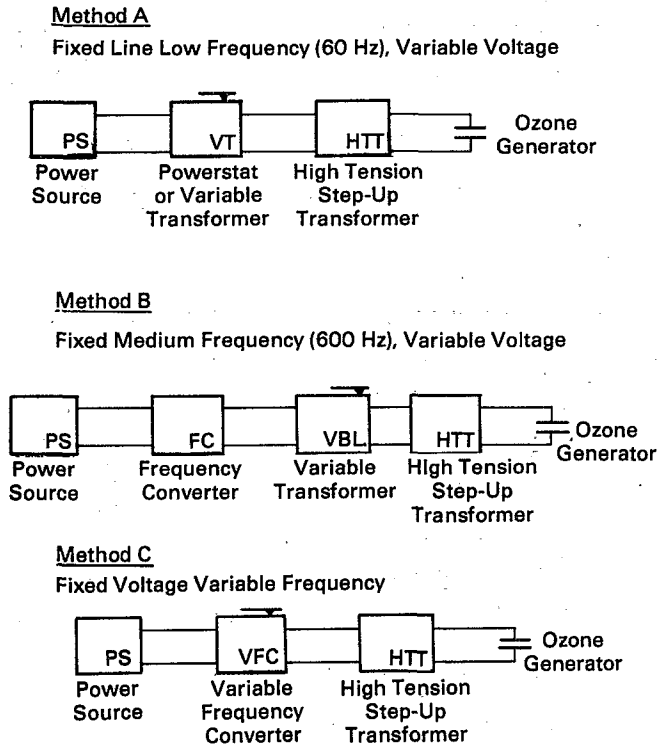 Method A
Fixed Line Low Frequency (60 Hz), Variable Voltage
PS
VT
HTT
Ozone
Generator
Power
Source
Powerstat
or Variable
Transformer
High Tension
Step-Up
Transformer
Method B
Fixed Medium Frequency (600 Hz), Variable Voltage
PS
FC
VBL
HTT
Ozone
Generator
Power
Source
Frequency
Converter
Variable
Transformer
High Tension
Step-Up
Transformer
Method C
Fixed Voltage Variable Frequency
PS
VFC
HTT
Ozone
Generator
Power
Source
Variable
Frequency
Converter
High Tension
Step-Up
Transformer